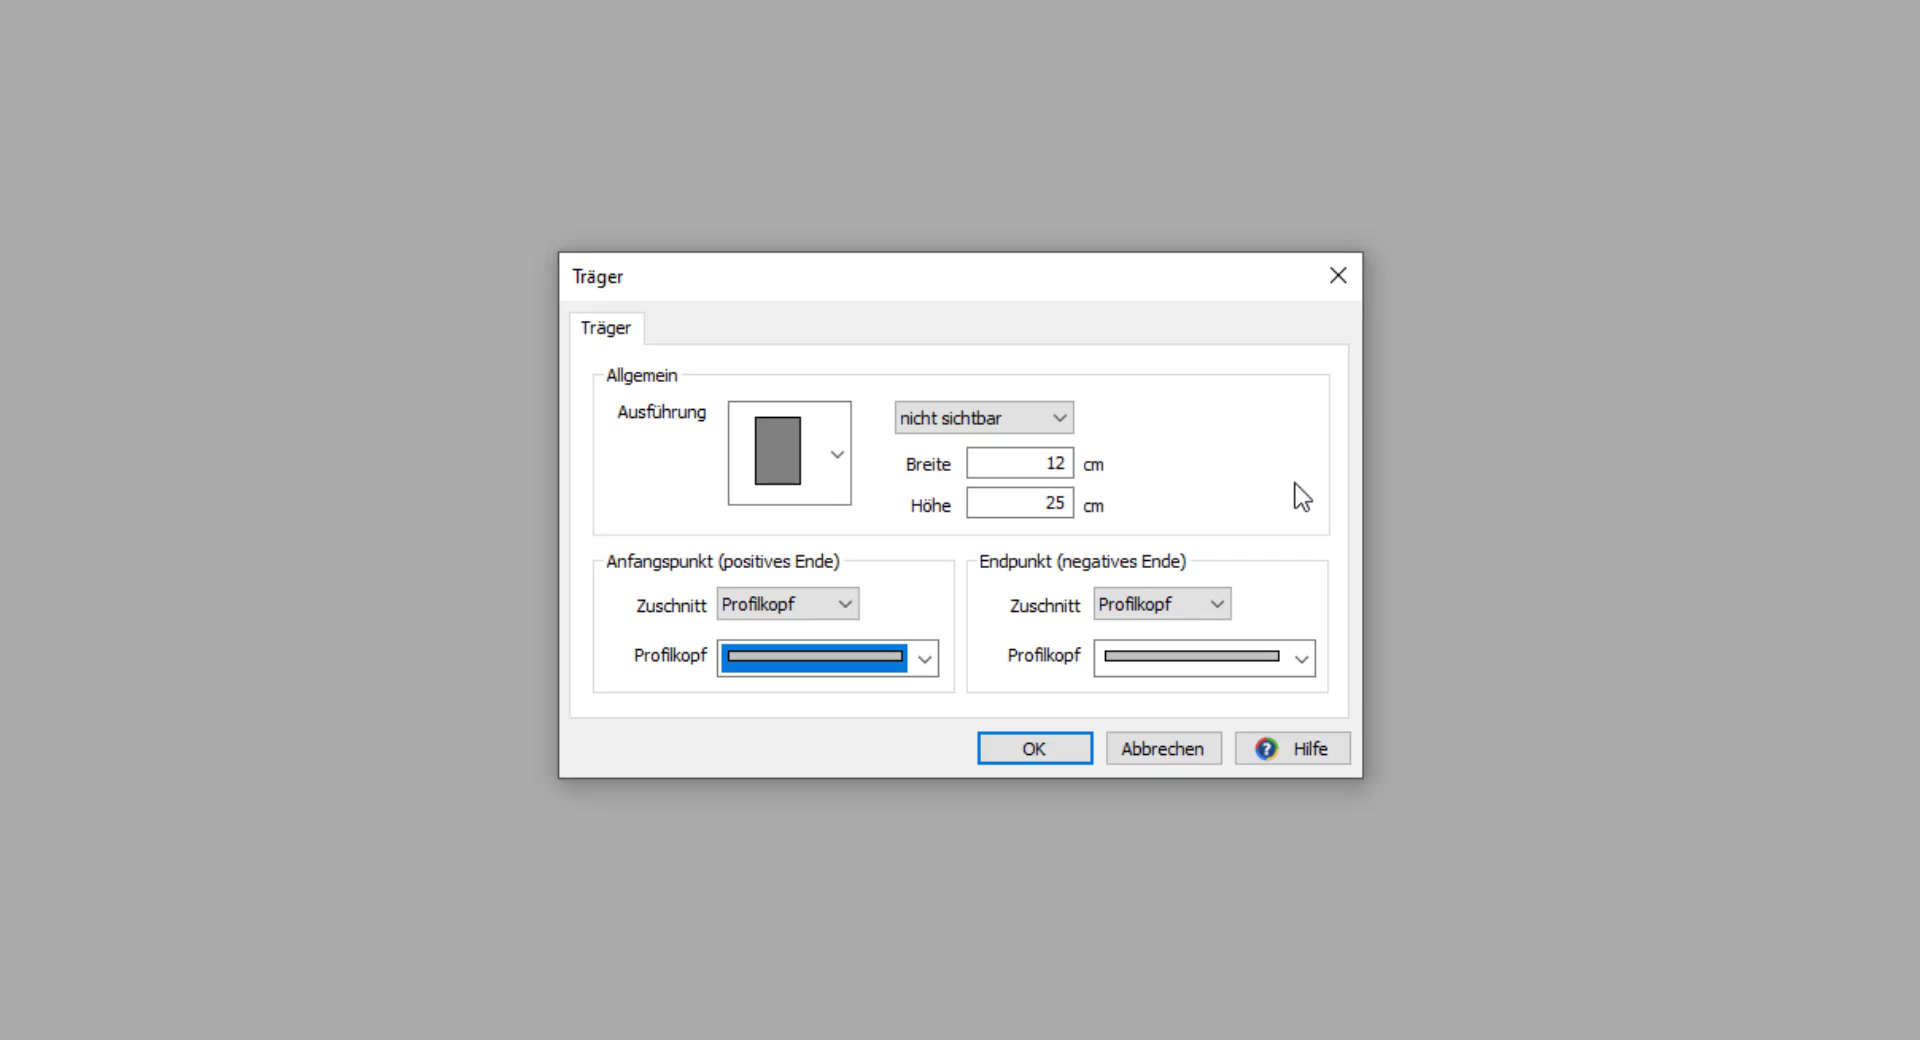 Träger
Träger
Allgemein
Ausführung
nicht sichtbar
Breite 12 cm
Höhe 25 cm
Anfangspunkt (positives Ende)
Zuschnitt Profilkopf
Profilkopf
Endpunkt (negatives Ende)
Zuschnitt Profilkopf
Profilkopf
OK Abbrechen ? Hilfe